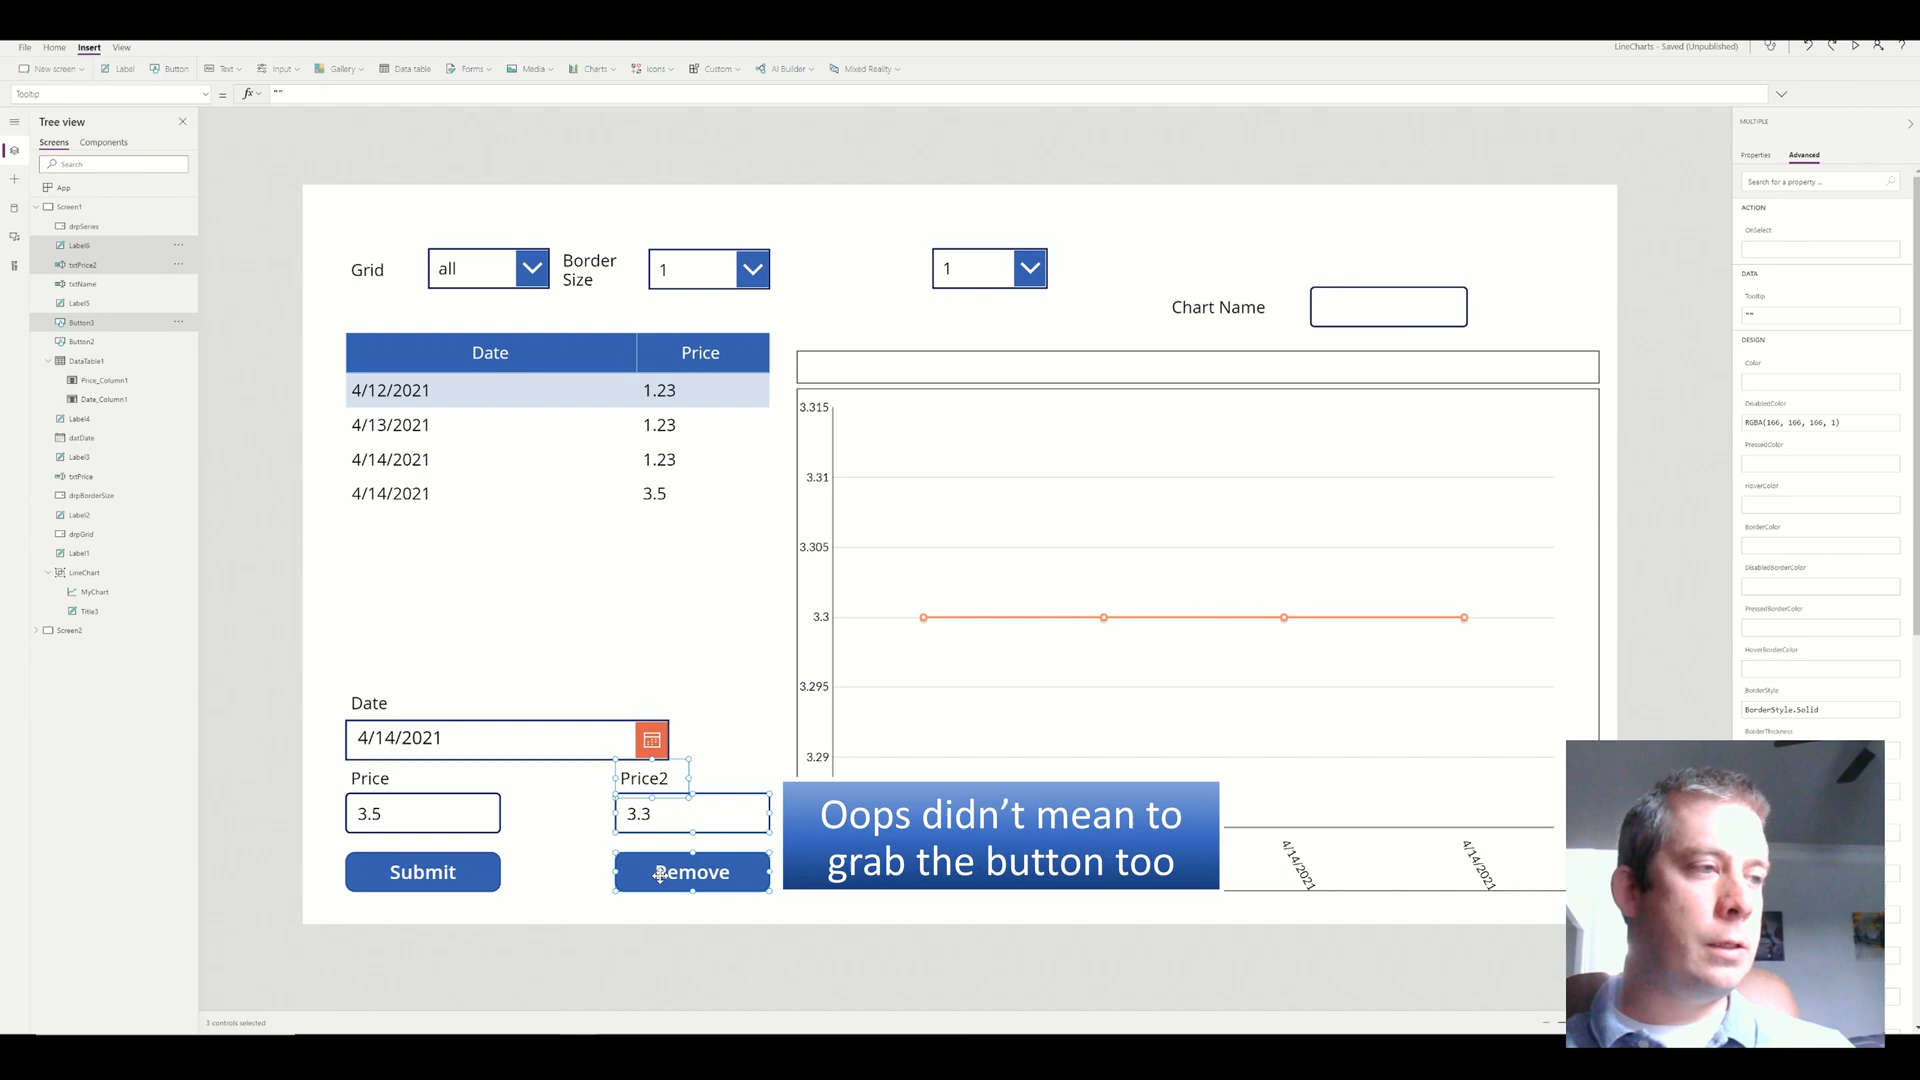 LineCharts - Saved (Unpublished)
File Home Insert View
New screen Label Button Text Input Gallery Data table Forms Media Charts Icons Custom AI Builder Mixed Reality
Tooltip = fx ""
Tree view
Screens Components
Search
App
Screen1
drpSeries
Label6
txtPrice2
txtName
Label5
Button3
Button2
DataTable1
Price_Column1
Date_Column1
Label4
datDate
Label3
txtPrice
drpBorderSize
Label2
drpGrid
Label1
LineChart
MyChart
Title3
Screen2
Grid all Border Size 1 1
Chart Name
Date Price
4/12/2021 1.23
4/13/2021 1.23
4/14/2021 1.23
4/14/2021 3.5
3.315
3.31
3.305
3.3
3.295
3.29
4/14/2021 4/14/2021
Date
4/14/2021
Price Price2
3.5 3.3
Submit Remove
Oops didn't mean to
grab the button too
MULTIPLE
Properties Advanced
Search for a property ...
ACTION
OnSelect
DATA
Tooltip
""
DESIGN
Color
DisabledColor
RGBA(166, 166, 166, 1)
PressedColor
HoverColor
BorderColor
DisabledBorderColor
PressedBorderColor
HoverBorderColor
BorderStyle
BorderStyle.Solid
BorderThickness
3 controls selected